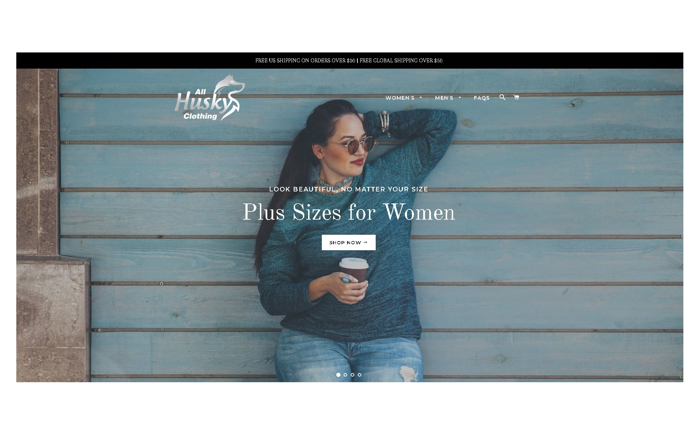 FREE US SHIPPING ON ORDERS OVER $30 | FREE GLOBAL SHIPPING OVER $50
All
Husky
Clothing
WOMEN'S
MEN'S
FAQS
LOOK BEAUTIFUL, NO MATTER YOUR SIZE
Plus Sizes for Women
SHOP NOW →